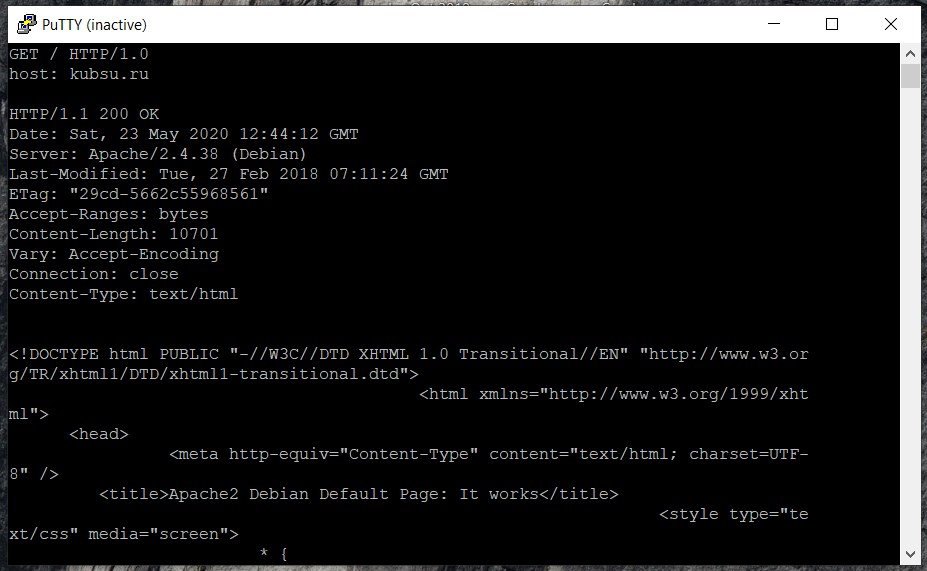 PuTTY (inactive)
GET / HTTP/1.0
host: kubsu.ru

HTTP/1.1 200 OK
Date: Sat, 23 May 2020 12:44:12 GMT
Server: Apache/2.4.38 (Debian)
Last-Modified: Tue, 27 Feb 2018 07:11:24 GMT
ETag: "29cd-5662c55968561"
Accept-Ranges: bytes
Content-Length: 10701
Vary: Accept-Encoding
Connection: close
Content-Type: text/html


<!DOCTYPE html PUBLIC "-//W3C//DTD XHTML 1.0 Transitional//EN" "http://www.w3.or
g/TR/xhtml1/DTD/xhtml1-transitional.dtd">
<html xmlns="http://www.w3.org/1999/xht
ml">
<head>
<meta http-equiv="Content-Type" content="text/html; charset=UTF-
8" />
<title>Apache2 Debian Default Page: It works</title>
<style type="te
xt/css" media="screen">
* {